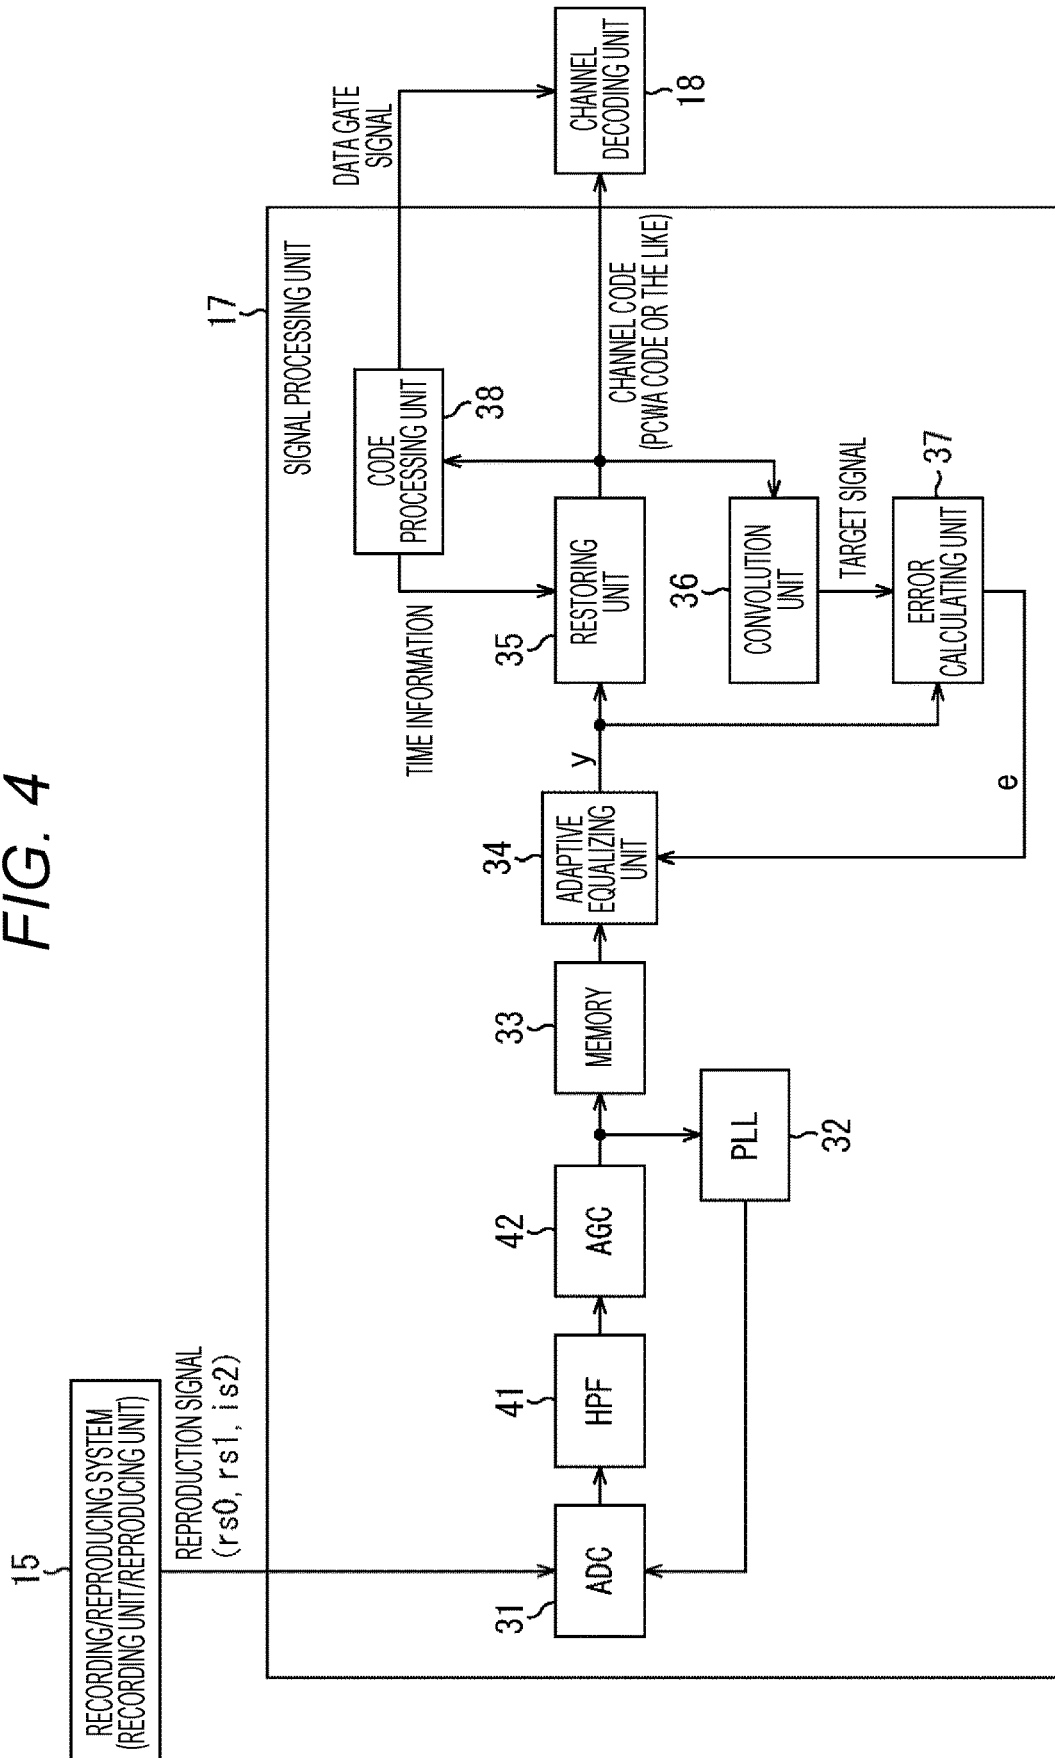 FIG. 4
15
RECORDING/REPRODUCING SYSTEM
(RECORDING UNIT/REPRODUCING UNIT)
REPRODUCTION SIGNAL
(rs0, rs1, is2)
17
SIGNAL PROCESSING UNIT
31
ADC
41
HPF
42
AGC
PLL
32
33
MEMORY
34
ADAPTIVE
EQUALIZING
UNIT
y
e
TIME INFORMATION
35
RESTORING
UNIT
CODE
PROCESSING UNIT
38
36
CONVOLUTION
UNIT
TARGET SIGNAL
ERROR
CALCULATING UNIT
37
CHANNEL CODE
(PCWA CODE OR THE LIKE)
DATA GATE
SIGNAL
CHANNEL
DECODING UNIT
18